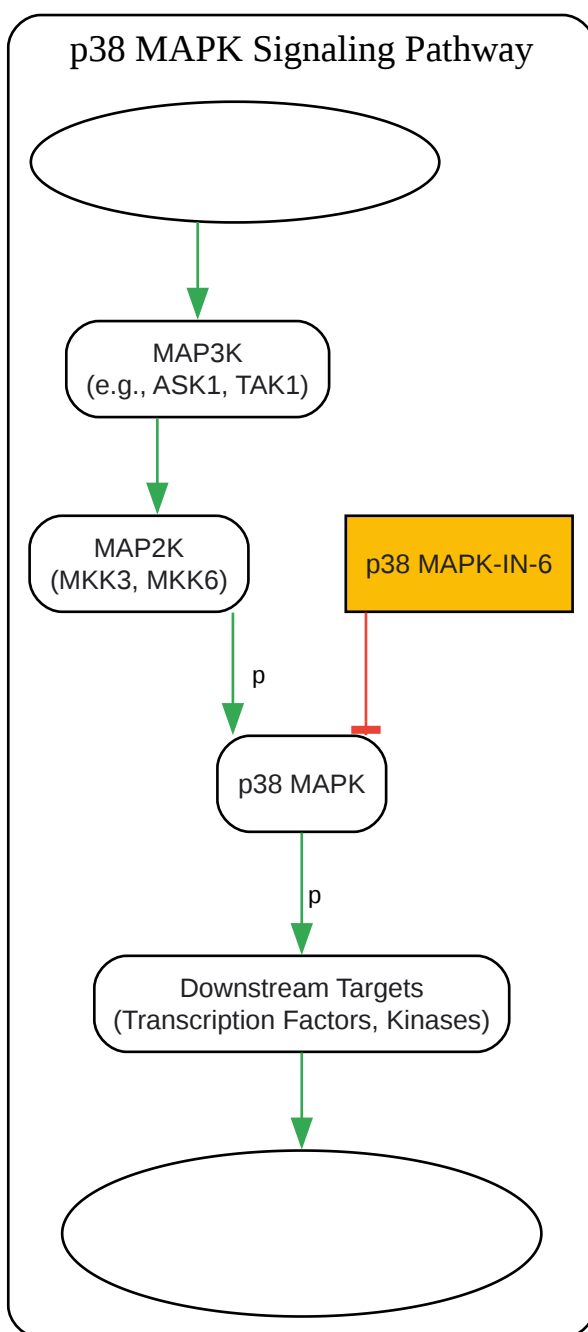 p38 MAPK Signaling Pathway
MAP3K
(e.g., ASK1, TAK1)
MAP2K
(MKK3, MKK6)
p38 MAPK-IN-6
p
p38 MAPK
p
Downstream Targets
(Transcription Factors, Kinases)